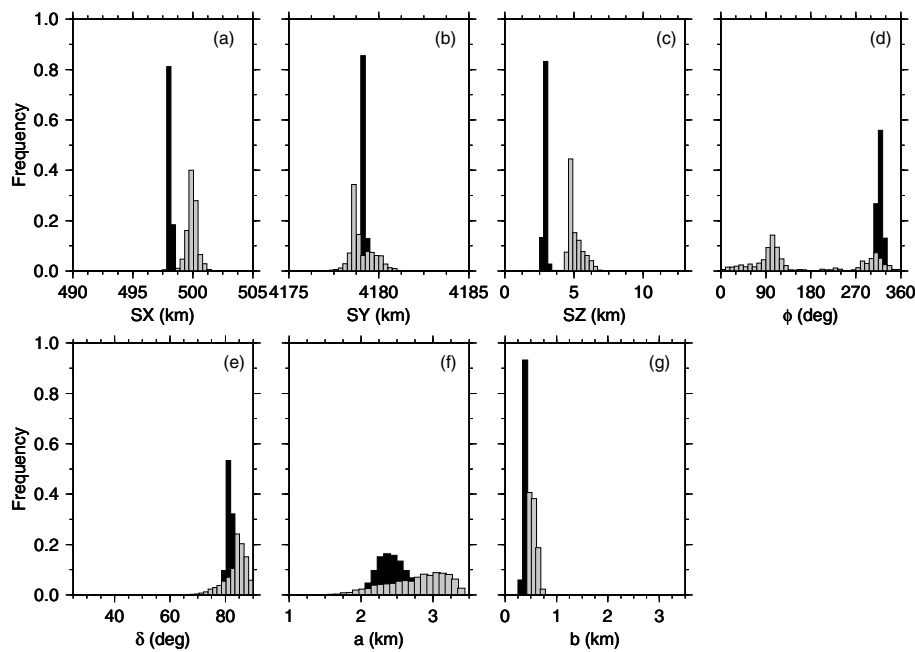 1.0
0.8
0.6
0.4
0.2
0.0
Frequency
(a)
490 495 500 505
SX (km)
(b)
4175 4180 4185
SY (km)
(c)
0 5 10
SZ (km)
(d)
0 90 180 270 360
ϕ (deg)
1.0
0.8
0.6
0.4
0.2
0.0
Frequency
(e)
40 60 80
δ (deg)
(f)
1 2 3
a (km)
(g)
0 1 2 3
b (km)